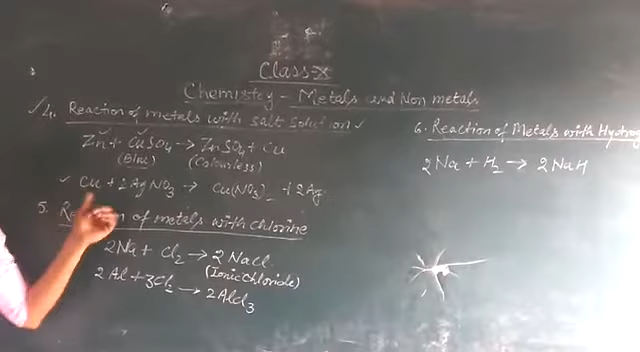 Class-X
Chemistry - Metals and Non metals
✓4. Reaction of metals with salt solution ✓
Zn + CuSO4 → ZnSO4 + Cu
(Blue) (Colourless)
✓ Cu + 2AgNO3 → Cu(NO3)2 + 2Ag
5. of metals with chlorine
2Na + Cl2 → 2NaCl
(Ionic Chloride)
2Al + 3Cl2 → 2AlCl3
6. Reaction of Metals with Hydrog
2Na + H2 → 2NaH